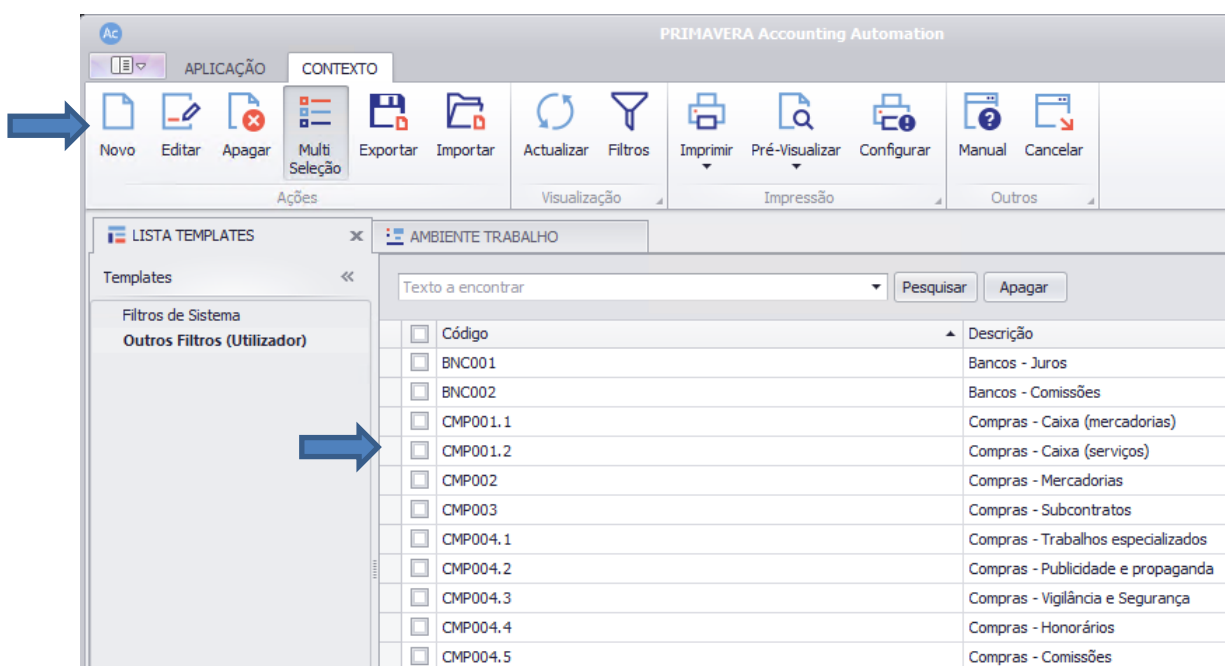 Ac PRIMAVERA Accounting Automation
APLICAÇÃO CONTEXTO
Novo Editar Apagar Multi Seleção Exportar Importar Actualizar Filtros Imprimir Pré-Visualizar Configurar Manual Cancelar
Ações Visualização Impressão Outros
LISTA TEMPLATES AMBIENTE TRABALHO
Templates
Filtros de Sistema
Outros Filtros (Utilizador)
Texto a encontrar Pesquisar Apagar
Código Descrição
BNC001 Bancos - Juros
BNC002 Bancos - Comissões
CMP001.1 Compras - Caixa (mercadorias)
CMP001.2 Compras - Caixa (serviços)
CMP002 Compras - Mercadorias
CMP003 Compras - Subcontratos
CMP004.1 Compras - Trabalhos especializados
CMP004.2 Compras - Publicidade e propaganda
CMP004.3 Compras - Vigilância e Segurança
CMP004.4 Compras - Honorários
CMP004.5 Compras - Comissões